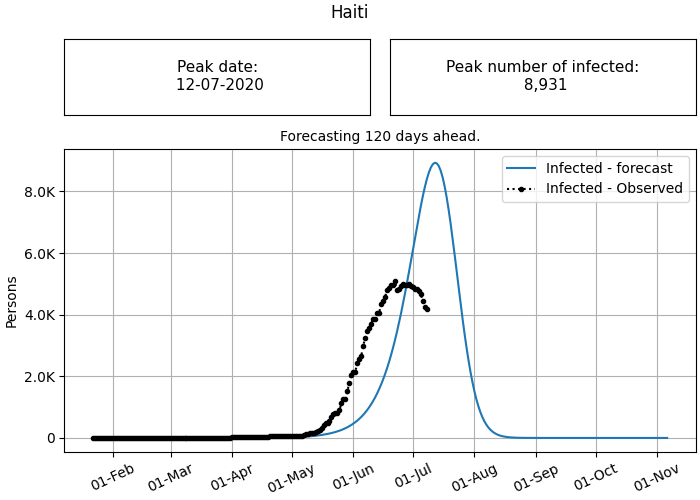 Haiti
Peak date:
12-07-2020
Peak number of infected:
8,931
Forecasting 120 days ahead.
Infected - forecast
Infected - Observed
Persons
8.0K
6.0K
4.0K
2.0K
0
01-Feb
01-Mar
01-Apr
01-May
01-Jun
01-Jul
01-Aug
01-Sep
01-Oct
01-Nov